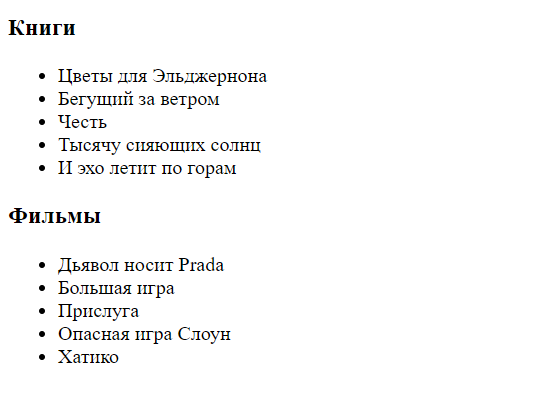 Книги
Цветы для Эльджернона
Бегущий за ветром
Честь
Тысячу сияющих солнц
И эхо летит по горам
Фильмы
Дьявол носит Prada
Большая игра
Прислуга
Опасная игра Слоун
Хатико